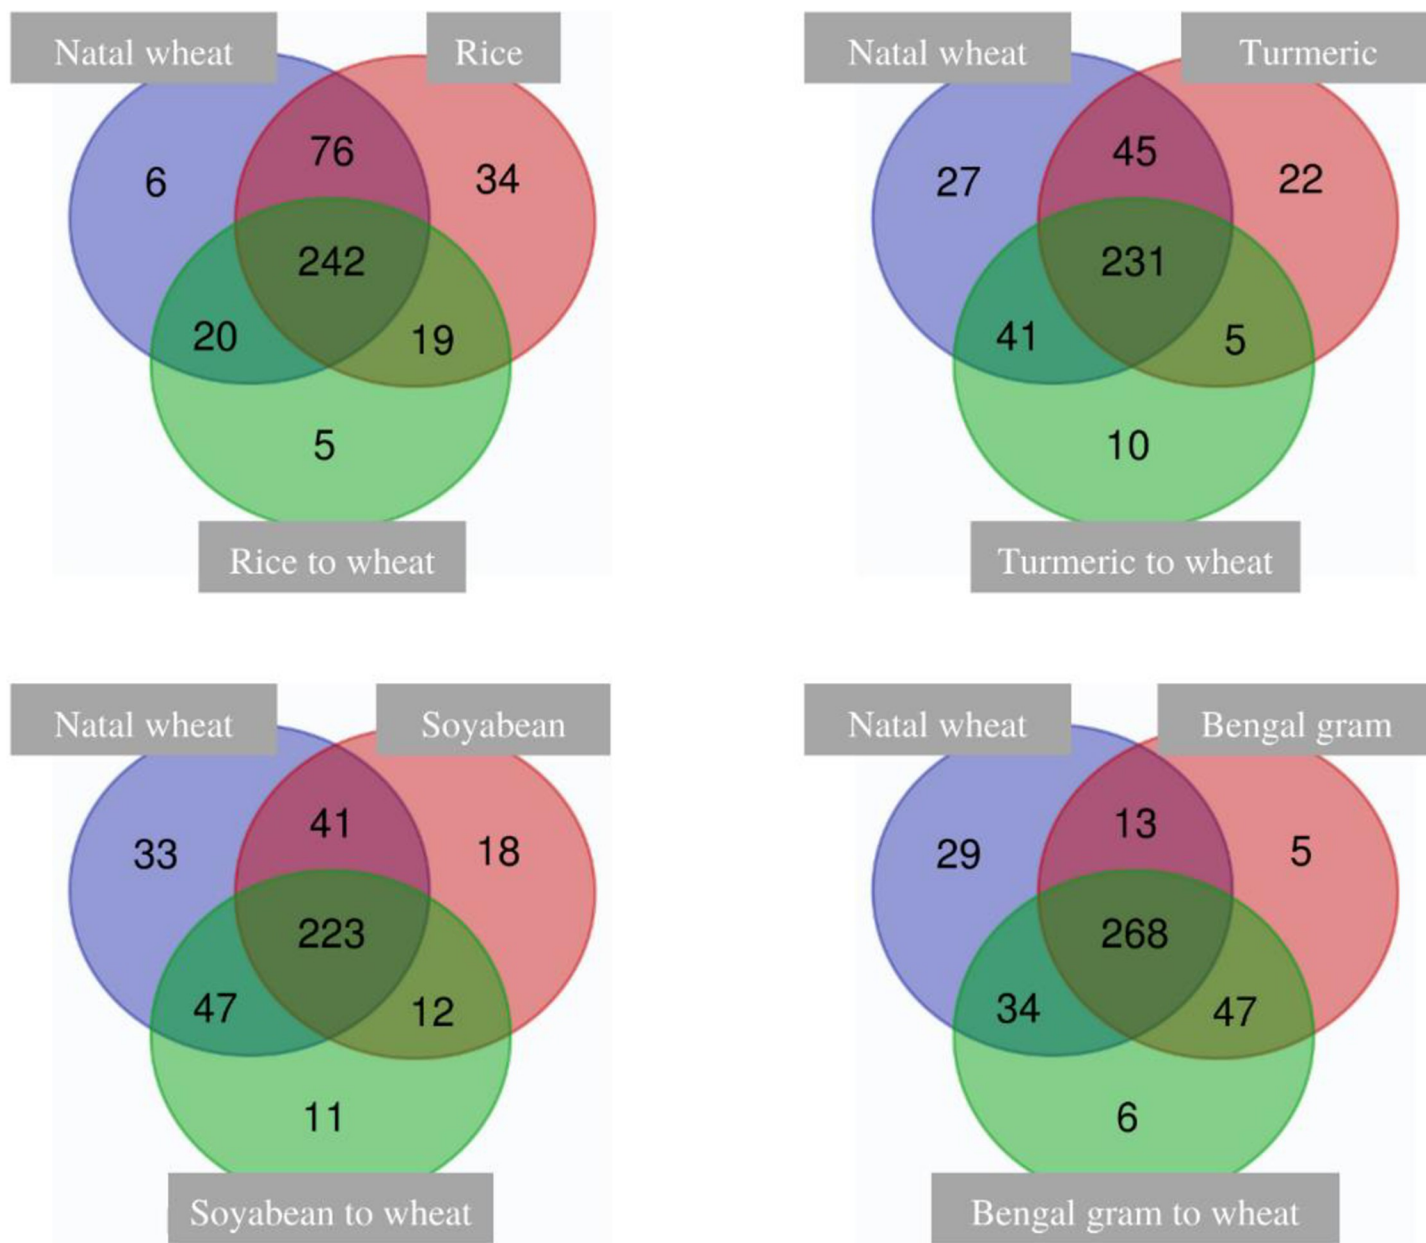 Natal wheat
Rice
76
6
34
242
20
19
5
Rice to wheat
Natal wheat
Turmeric
45
27
22
231
41
5
10
Turmeric to wheat
Natal wheat
Soyabean
41
33
18
223
47
12
11
Soyabean to wheat
Natal wheat
Bengal gram
13
29
5
268
34
47
6
Bengal gram to wheat